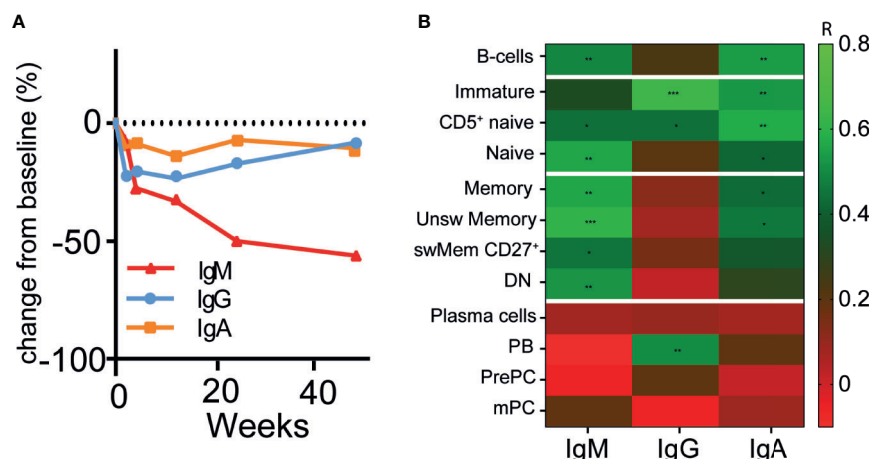 A
change from baseline (%)
0
-50
-100
IgM
IgG
IgA
0
20
40
Weeks
B
R
B-cells ** **
Immature *** **
CD5⁺ naive * * **
Naive ** *
Memory ** *
Unsw Memory *** *
swMem CD27⁺ *
DN **
Plasma cells
PB **
PrePC
mPC
IgM IgG IgA
0.8
0.6
0.4
0.2
0